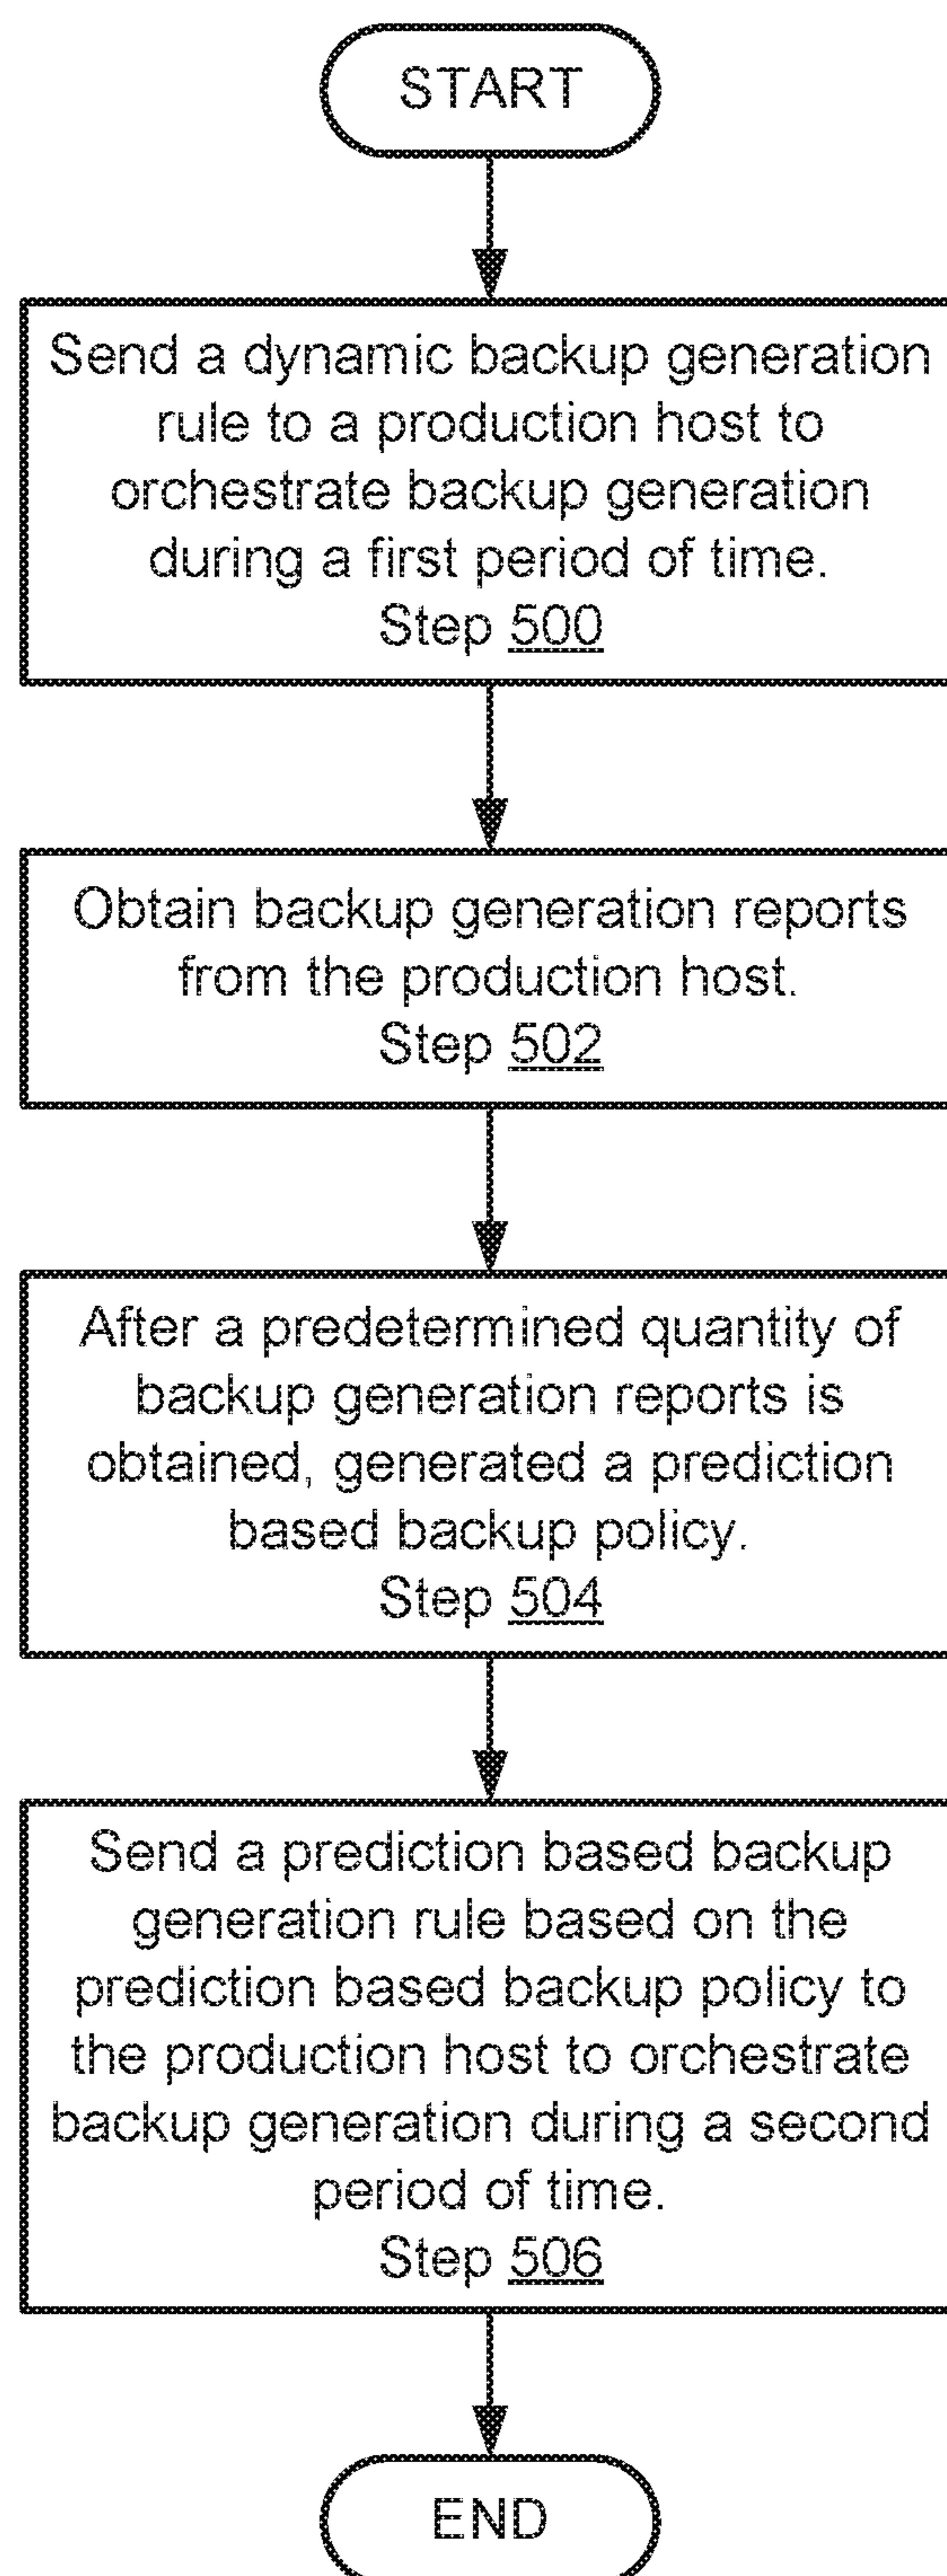 START
Send a dynamic backup generation
rule to a production host to
orchestrate backup generation
during a first period of time.
Step 500
Obtain backup generation reports
from the production host.
Step 502
After a predetermined quantity of
backup generation reports is
obtained, generated a prediction
based backup policy.
Step 504
Send a prediction based backup
generation rule based on the
prediction based backup policy to
the production host to orchestrate
backup generation during a second
period of time.
Step 506
END